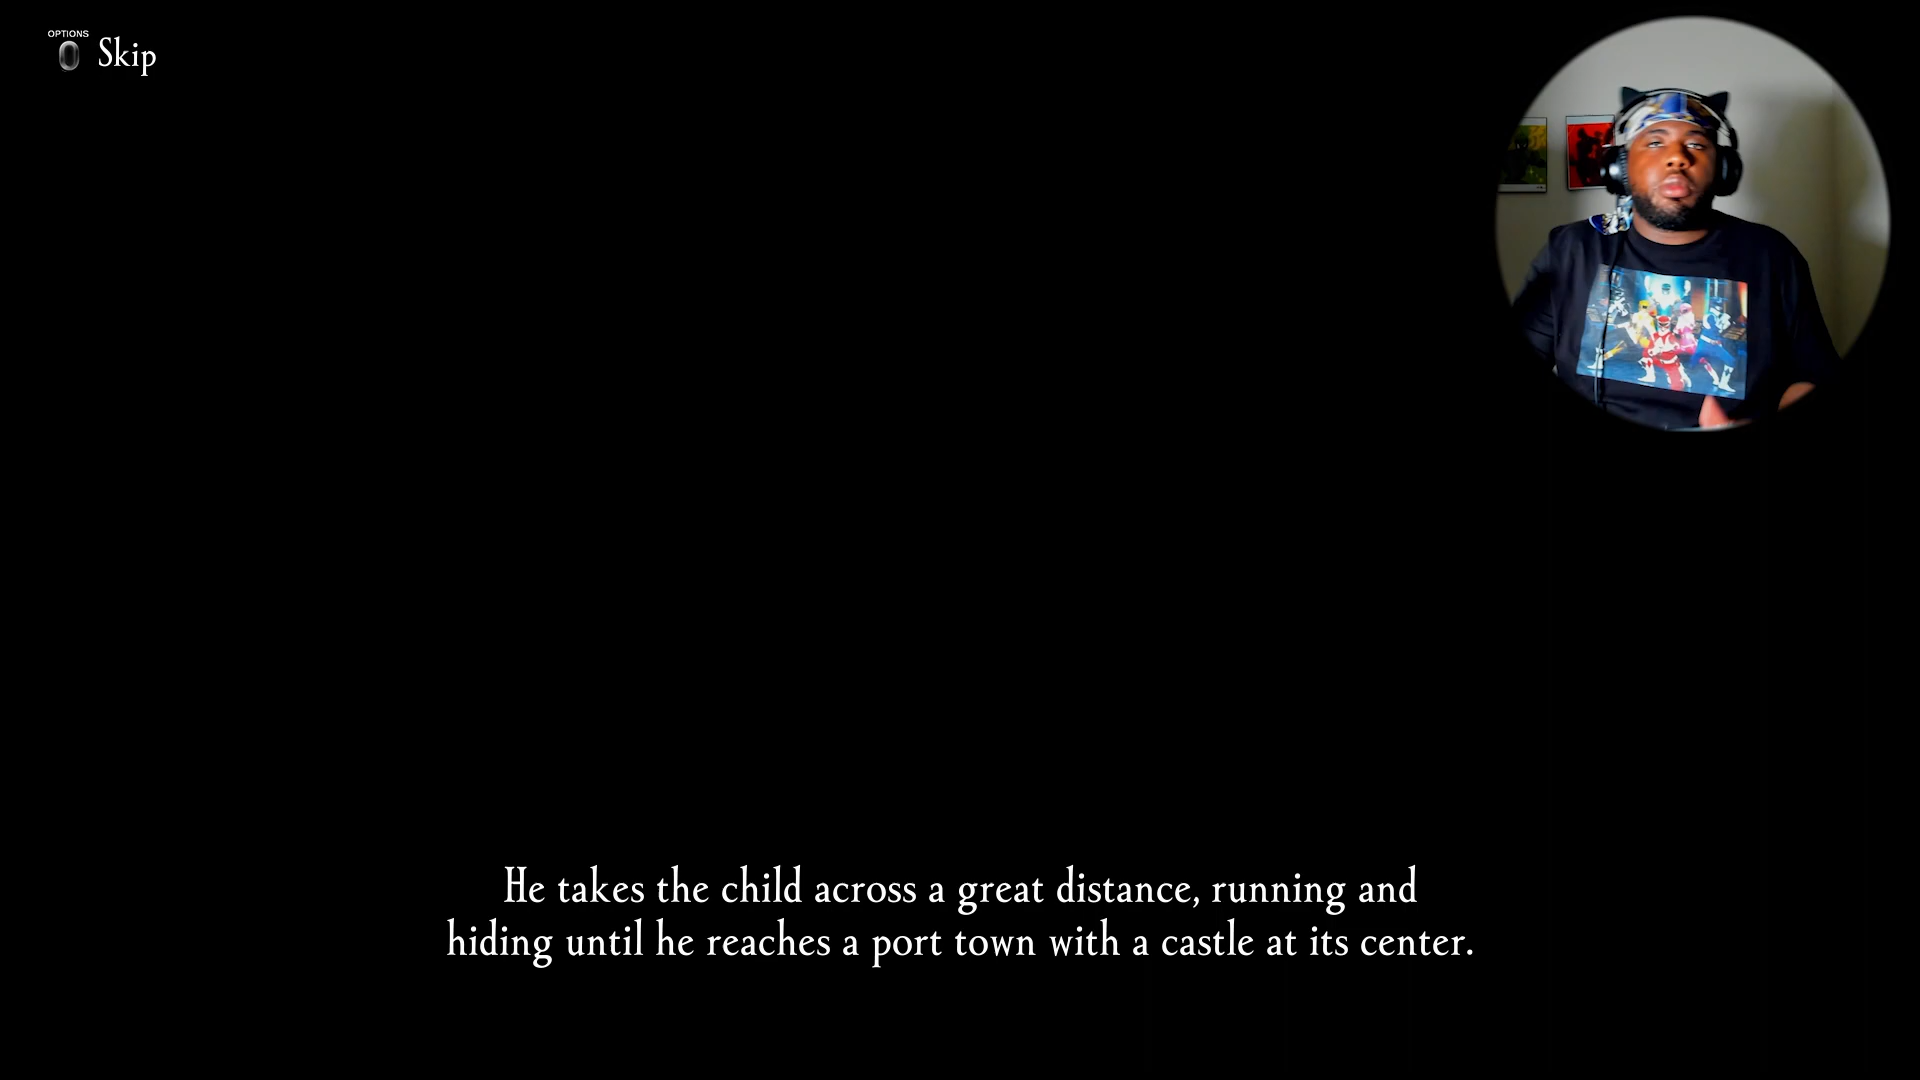 OPTIONS
Skip
He takes the child across a great distance, running and
hiding until he reaches a port town with a castle at its center.